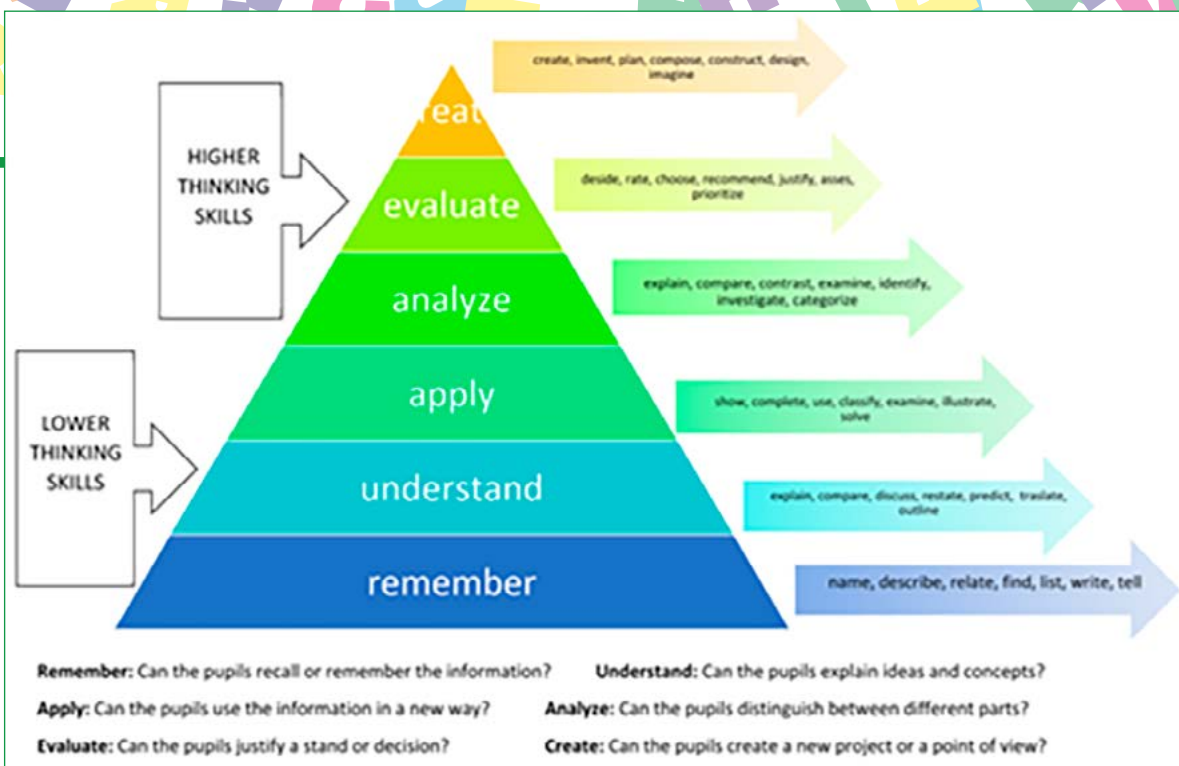 create, invent, plan, compose, construct, design,
imagine
reat
HIGHER
THINKING
SKILLS
evaluate
deside, rate, choose, recommend, justify, asses,
prioritize
analyze
explain, compare, contrast, examine, identify,
investigate, categorize
apply
show, complete, use, classify, examine, illustrate,
solve
LOWER
THINKING
SKILLS
understand
explain, compare, discuss, restate, predict, traslate,
outline
remember
name, describe, relate, find, list, write, tell
Remember: Can the pupils recall or remember the information?
Understand: Can the pupils explain ideas and concepts?
Apply: Can the pupils use the information in a new way?
Analyze: Can the pupils distinguish between different parts?
Evaluate: Can the pupils justify a stand or decision?
Create: Can the pupils create a new project or a point of view?